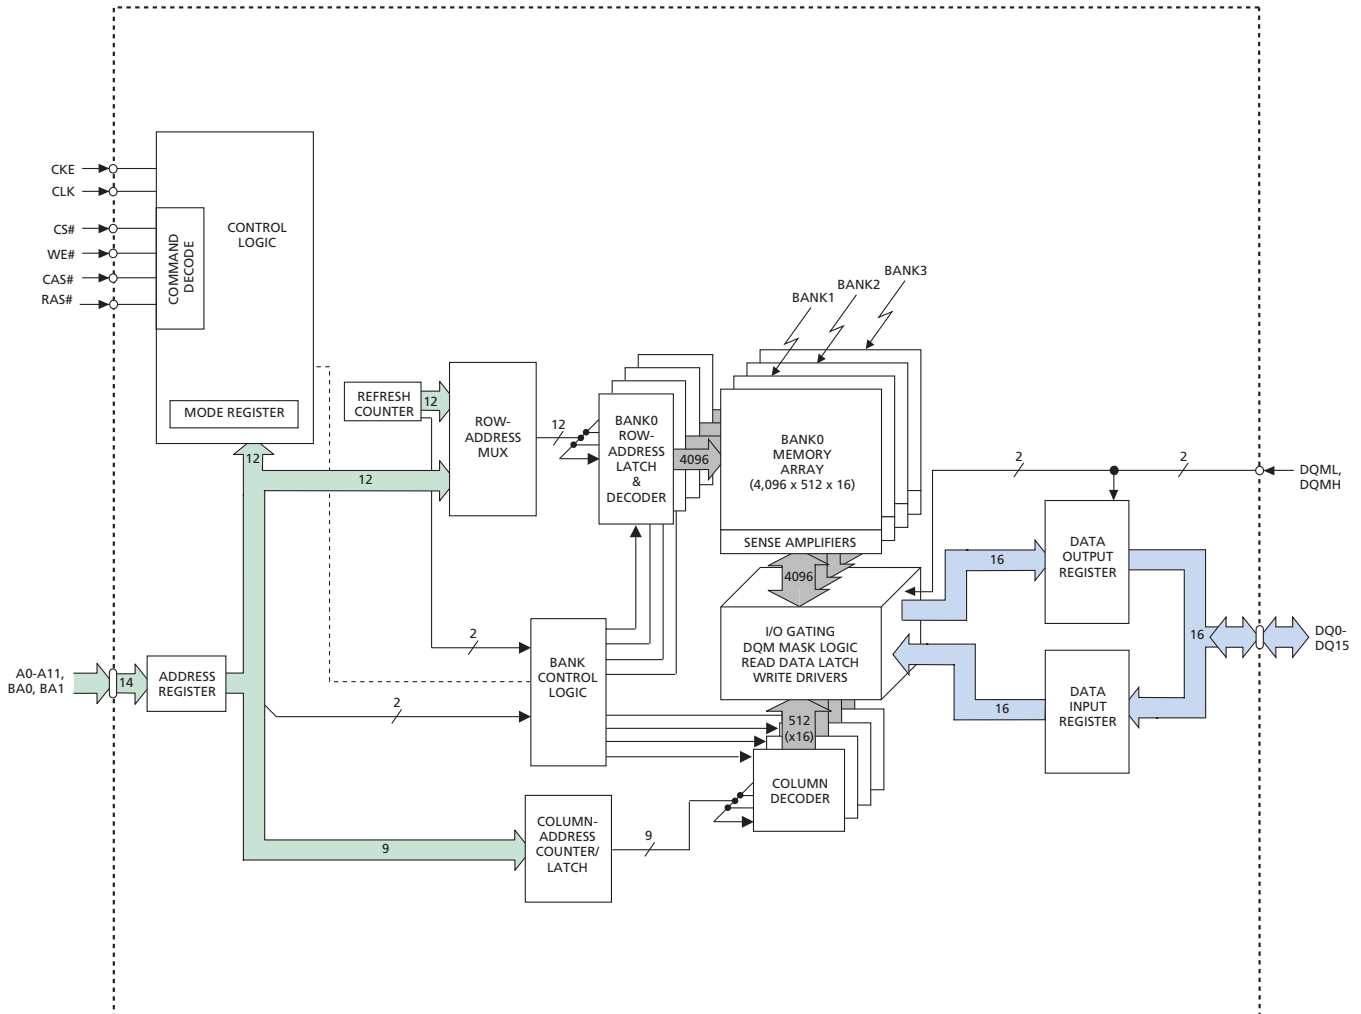 CKE
CLK
CS#
WE#
CAS#
RAS#
COMMAND
DECODE
CONTROL
LOGIC
MODE REGISTER
12
REFRESH
COUNTER
12
12
ROW-
ADDRESS
MUX
12
BANK0
ROW-
ADDRESS
LATCH
&
DECODER
4096
BANK1
BANK2
BANK3
BANK0
MEMORY
ARRAY
(4,096 x 512 x 16)
SENSE AMPLIFIERS
4096
I/O GATING
DQM MASK LOGIC
READ DATA LATCH
WRITE DRIVERS
512
(x16)
COLUMN
DECODER
2
2
DQML,
DQMH
16
DATA
OUTPUT
REGISTER
16
DQ0-
DQ15
16
DATA
INPUT
REGISTER
A0-A11,
BA0, BA1
14
ADDRESS
REGISTER
2
2
BANK
CONTROL
LOGIC
9
COLUMN-
ADDRESS
COUNTER/
LATCH
9